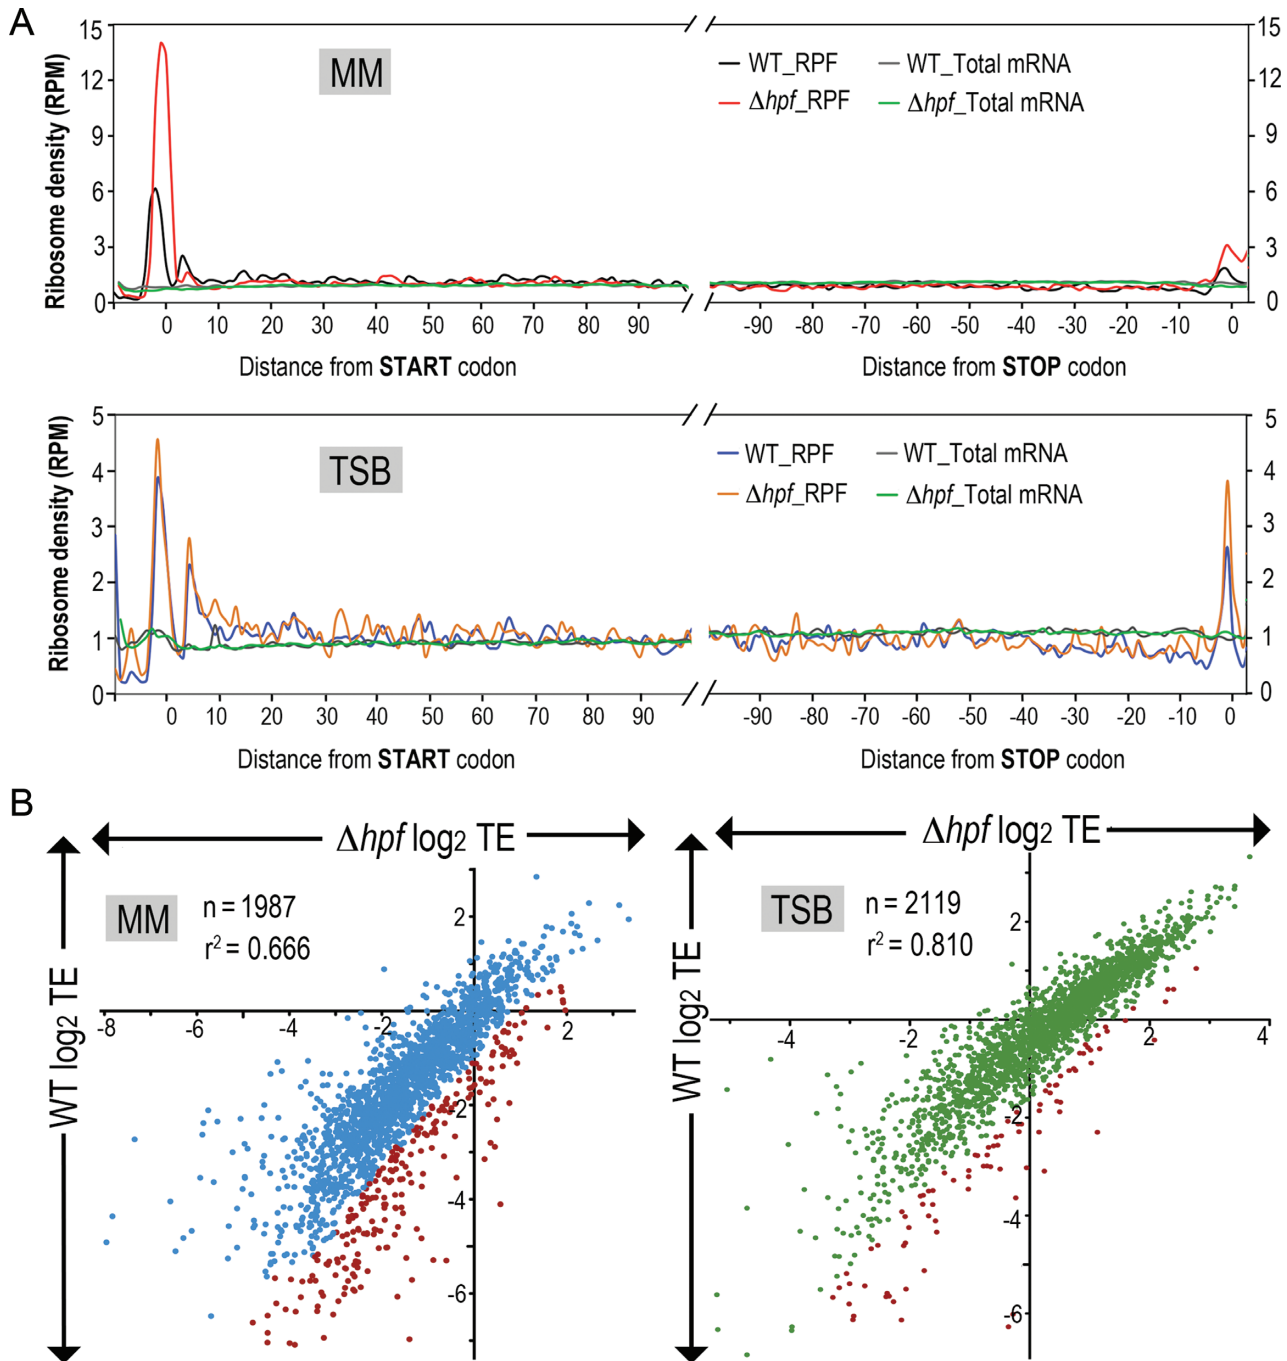 A
Ribosome density (RPM)
15
12
9
6
3
0
MM
WT_RPF
WT_Total mRNA
Δhpf_RPF
Δhpf_Total mRNA
15
12
9
6
3
0
0 10 20 30 40 50 60 70 80 90
-90 -80 -70 -60 -50 -40 -30 -20 -10 0
Distance from START codon
Distance from STOP codon
Ribosome density (RPM)
5
4
3
2
1
0
TSB
WT_RPF
WT_Total mRNA
Δhpf_RPF
Δhpf_Total mRNA
5
4
3
2
1
0
0 10 20 30 40 50 60 70 80 90
-90 -80 -70 -60 -50 -40 -30 -20 -10 0
Distance from START codon
Distance from STOP codon
B
Δhpf log2 TE
WT log2 TE
MM
n = 1987
r² = 0.666
2
-8 -6 -4 -2 2
-2
-4
-6
Δhpf log2 TE
WT log2 TE
TSB
n = 2119
r² = 0.810
2
-4 -2 2 4
-2
-4
-6